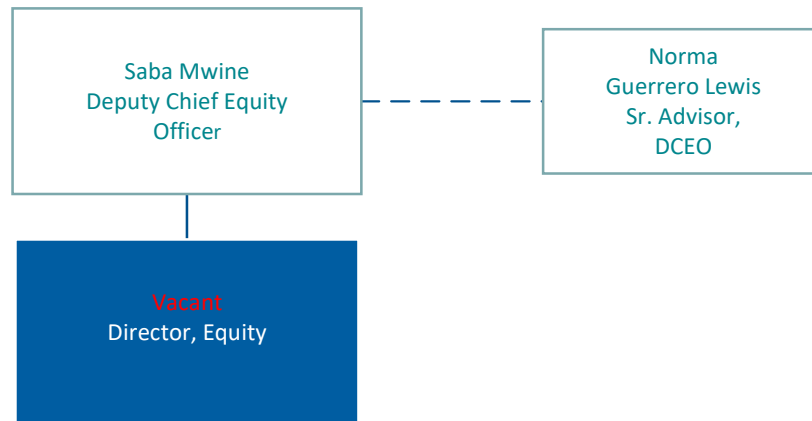 Saba Mwine
Deputy Chief Equity
Officer
Norma
Guerrero Lewis
Sr. Advisor,
DCEO
Vacant
Director, Equity